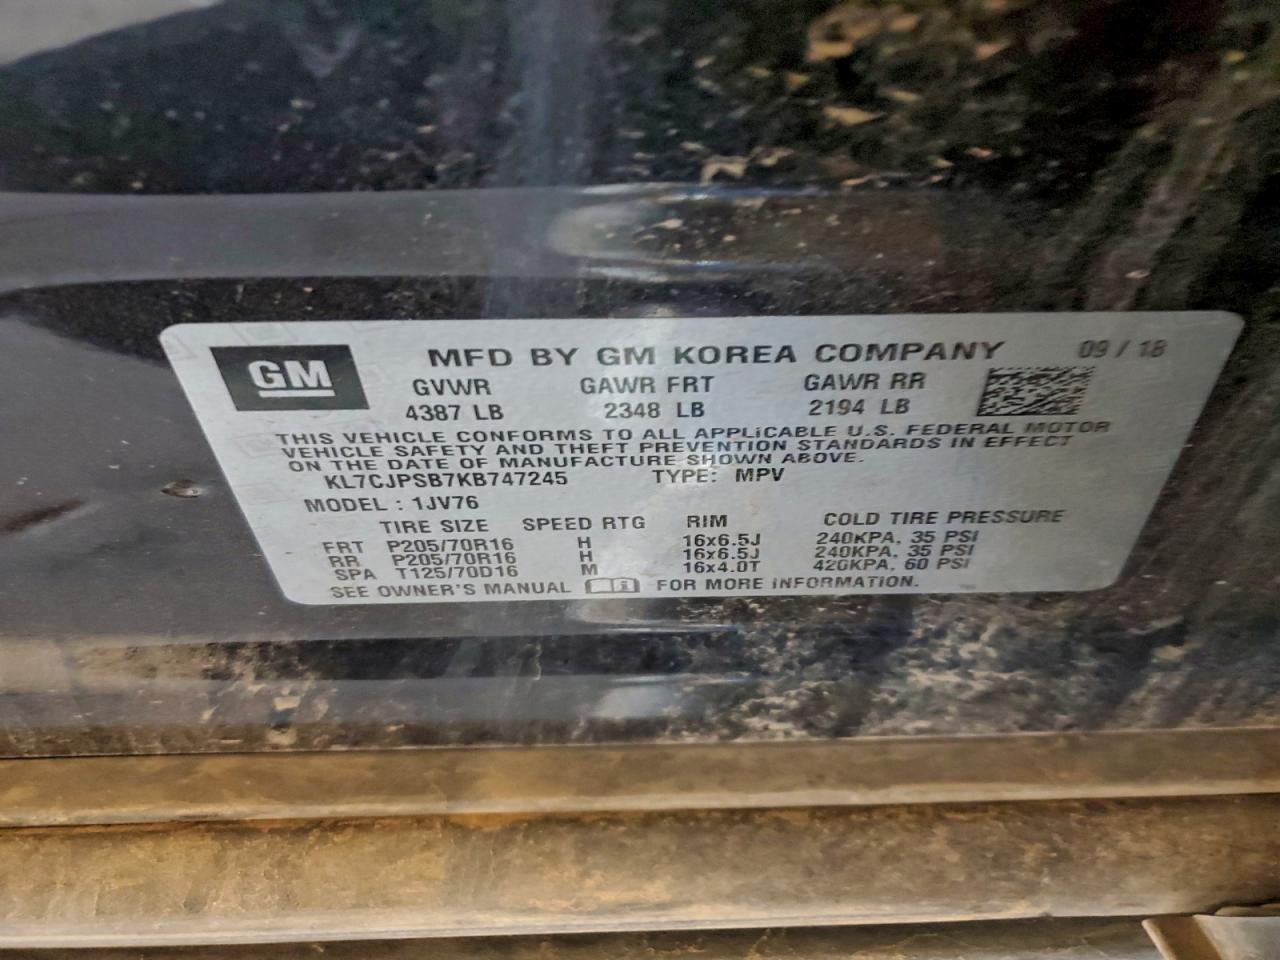 GM MFD BY GM KOREA COMPANY 09 / 18
GVWR GAWR FRT GAWR RR
4387 LB 2348 LB 2194 LB
THIS VEHICLE CONFORMS TO ALL APPLICABLE U.S. FEDERAL MOTOR
VEHICLE SAFETY AND THEFT PREVENTION STANDARDS IN EFFECT
ON THE DATE OF MANUFACTURE SHOWN ABOVE.
KL7CJPSB7KB747245 TYPE: MPV
MODEL : 1JV76
TIRE SIZE SPEED RTG RIM COLD TIRE PRESSURE
FRT P205/70R16 H 16x6.5J 240KPA, 35 PSI
RR P205/70R16 H 16x6.5J 240KPA, 35 PSI
SPA T125/70D16 M 16x4.0T 420KPA, 60 PSI
SEE OWNER'S MANUAL FOR MORE INFORMATION.